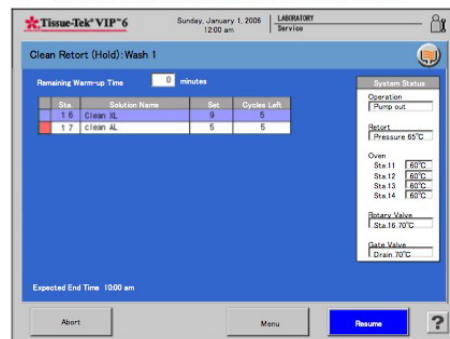 Tissue-Tek® VIP™6
Sunday, January 1, 2006
12:00 am
LABORATORY
Service
Clean Retort (Hold): Wash 1
Remaining Warm-up Time 0 minutes
System Status
Sta. Solution Name Set Cycles Left
16 Clean XL 9 5
17 clean AL 5 5
Operation
Pump out
Retort
Pressure 65°C
Oven
Sta.11 60°C
Sta.12 60°C
Sta.13 60°C
Sta.14 60°C
Rotary Valve
Sta.16 70°C
Gate Valve
Drain 70°C
Expected End Time 10:00 am
Abort
Menu
Resume
?